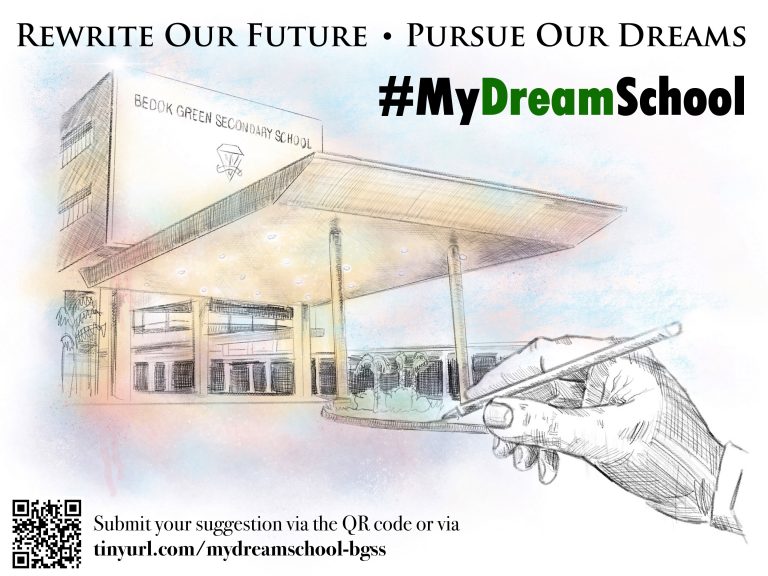 REWRITE OUR FUTURE • PURSUE OUR DREAMS
#MyDreamSchool
BEDOK GREEN SECONDARY SCHOOL
Submit your suggestion via the QR code or via
tinyurl.com/mydreamschool-bgss